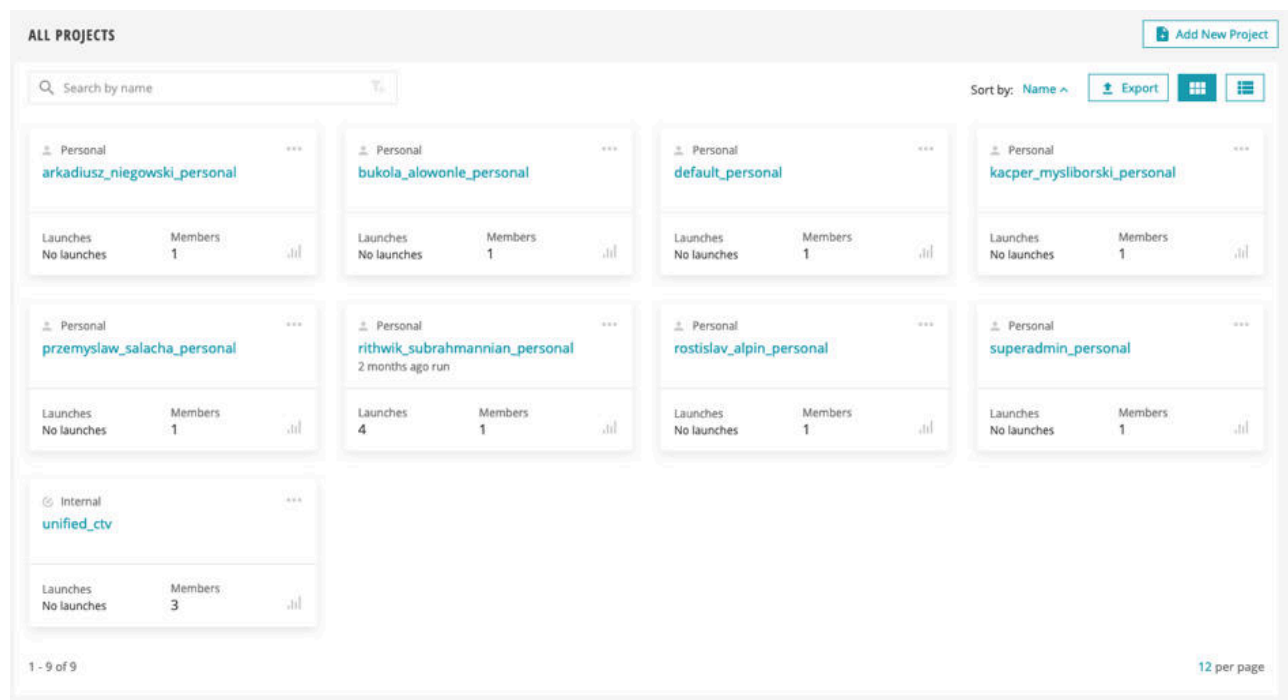 ALL PROJECTS
Add New Project
Search by name
Sort by: Name
Export
Personal
arkadiusz_niegowski_personal
Launches
No launches
Members
1
Personal
bukola_alowonle_personal
Launches
No launches
Members
1
Personal
default_personal
Launches
No launches
Members
1
Personal
kacper_mysliborski_personal
Launches
No launches
Members
1
Personal
przemyslaw_salacha_personal
Launches
No launches
Members
1
Personal
rithwik_subrahmannian_personal
2 months ago run
Launches
4
Members
1
Personal
rostislav_alpin_personal
Launches
No launches
Members
1
Personal
superadmin_personal
Launches
No launches
Members
1
Internal
unified_ctv
Launches
No launches
Members
3
1 - 9 of 9
12 per page